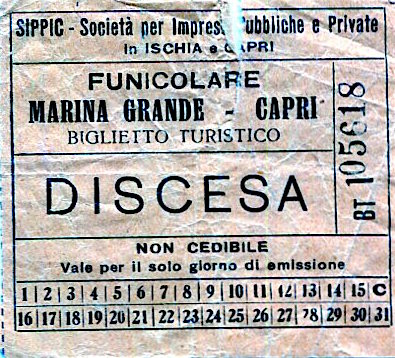 SIPPIC - Società per Imprese Pubbliche e Private
in ISCHIA e CAPRI
FUNICOLARE
MARINA GRANDE - CAPRI
BIGLIETTO TURISTICO
DISCESA
BT 105618
NON CEDIBILE
Vale per il solo giorno di emissione
1|2|3|4|5|6|7|8|9|10|11|12|13|14|15|C
16|17|18|19|20|21|22|23|24|25|26|27|28|29|30|31